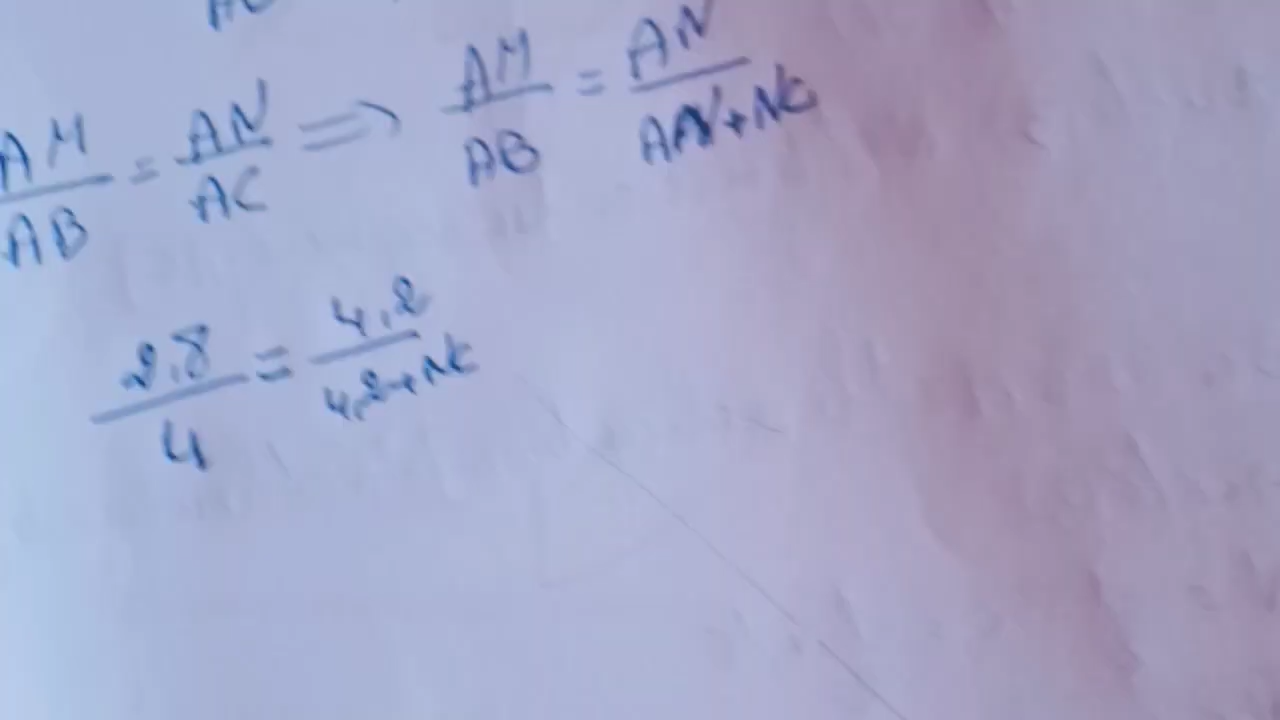 AM/AB = AN/AC => AM/AB = AN/AN+NC
2,8/4 = 4,2/4,2+NC